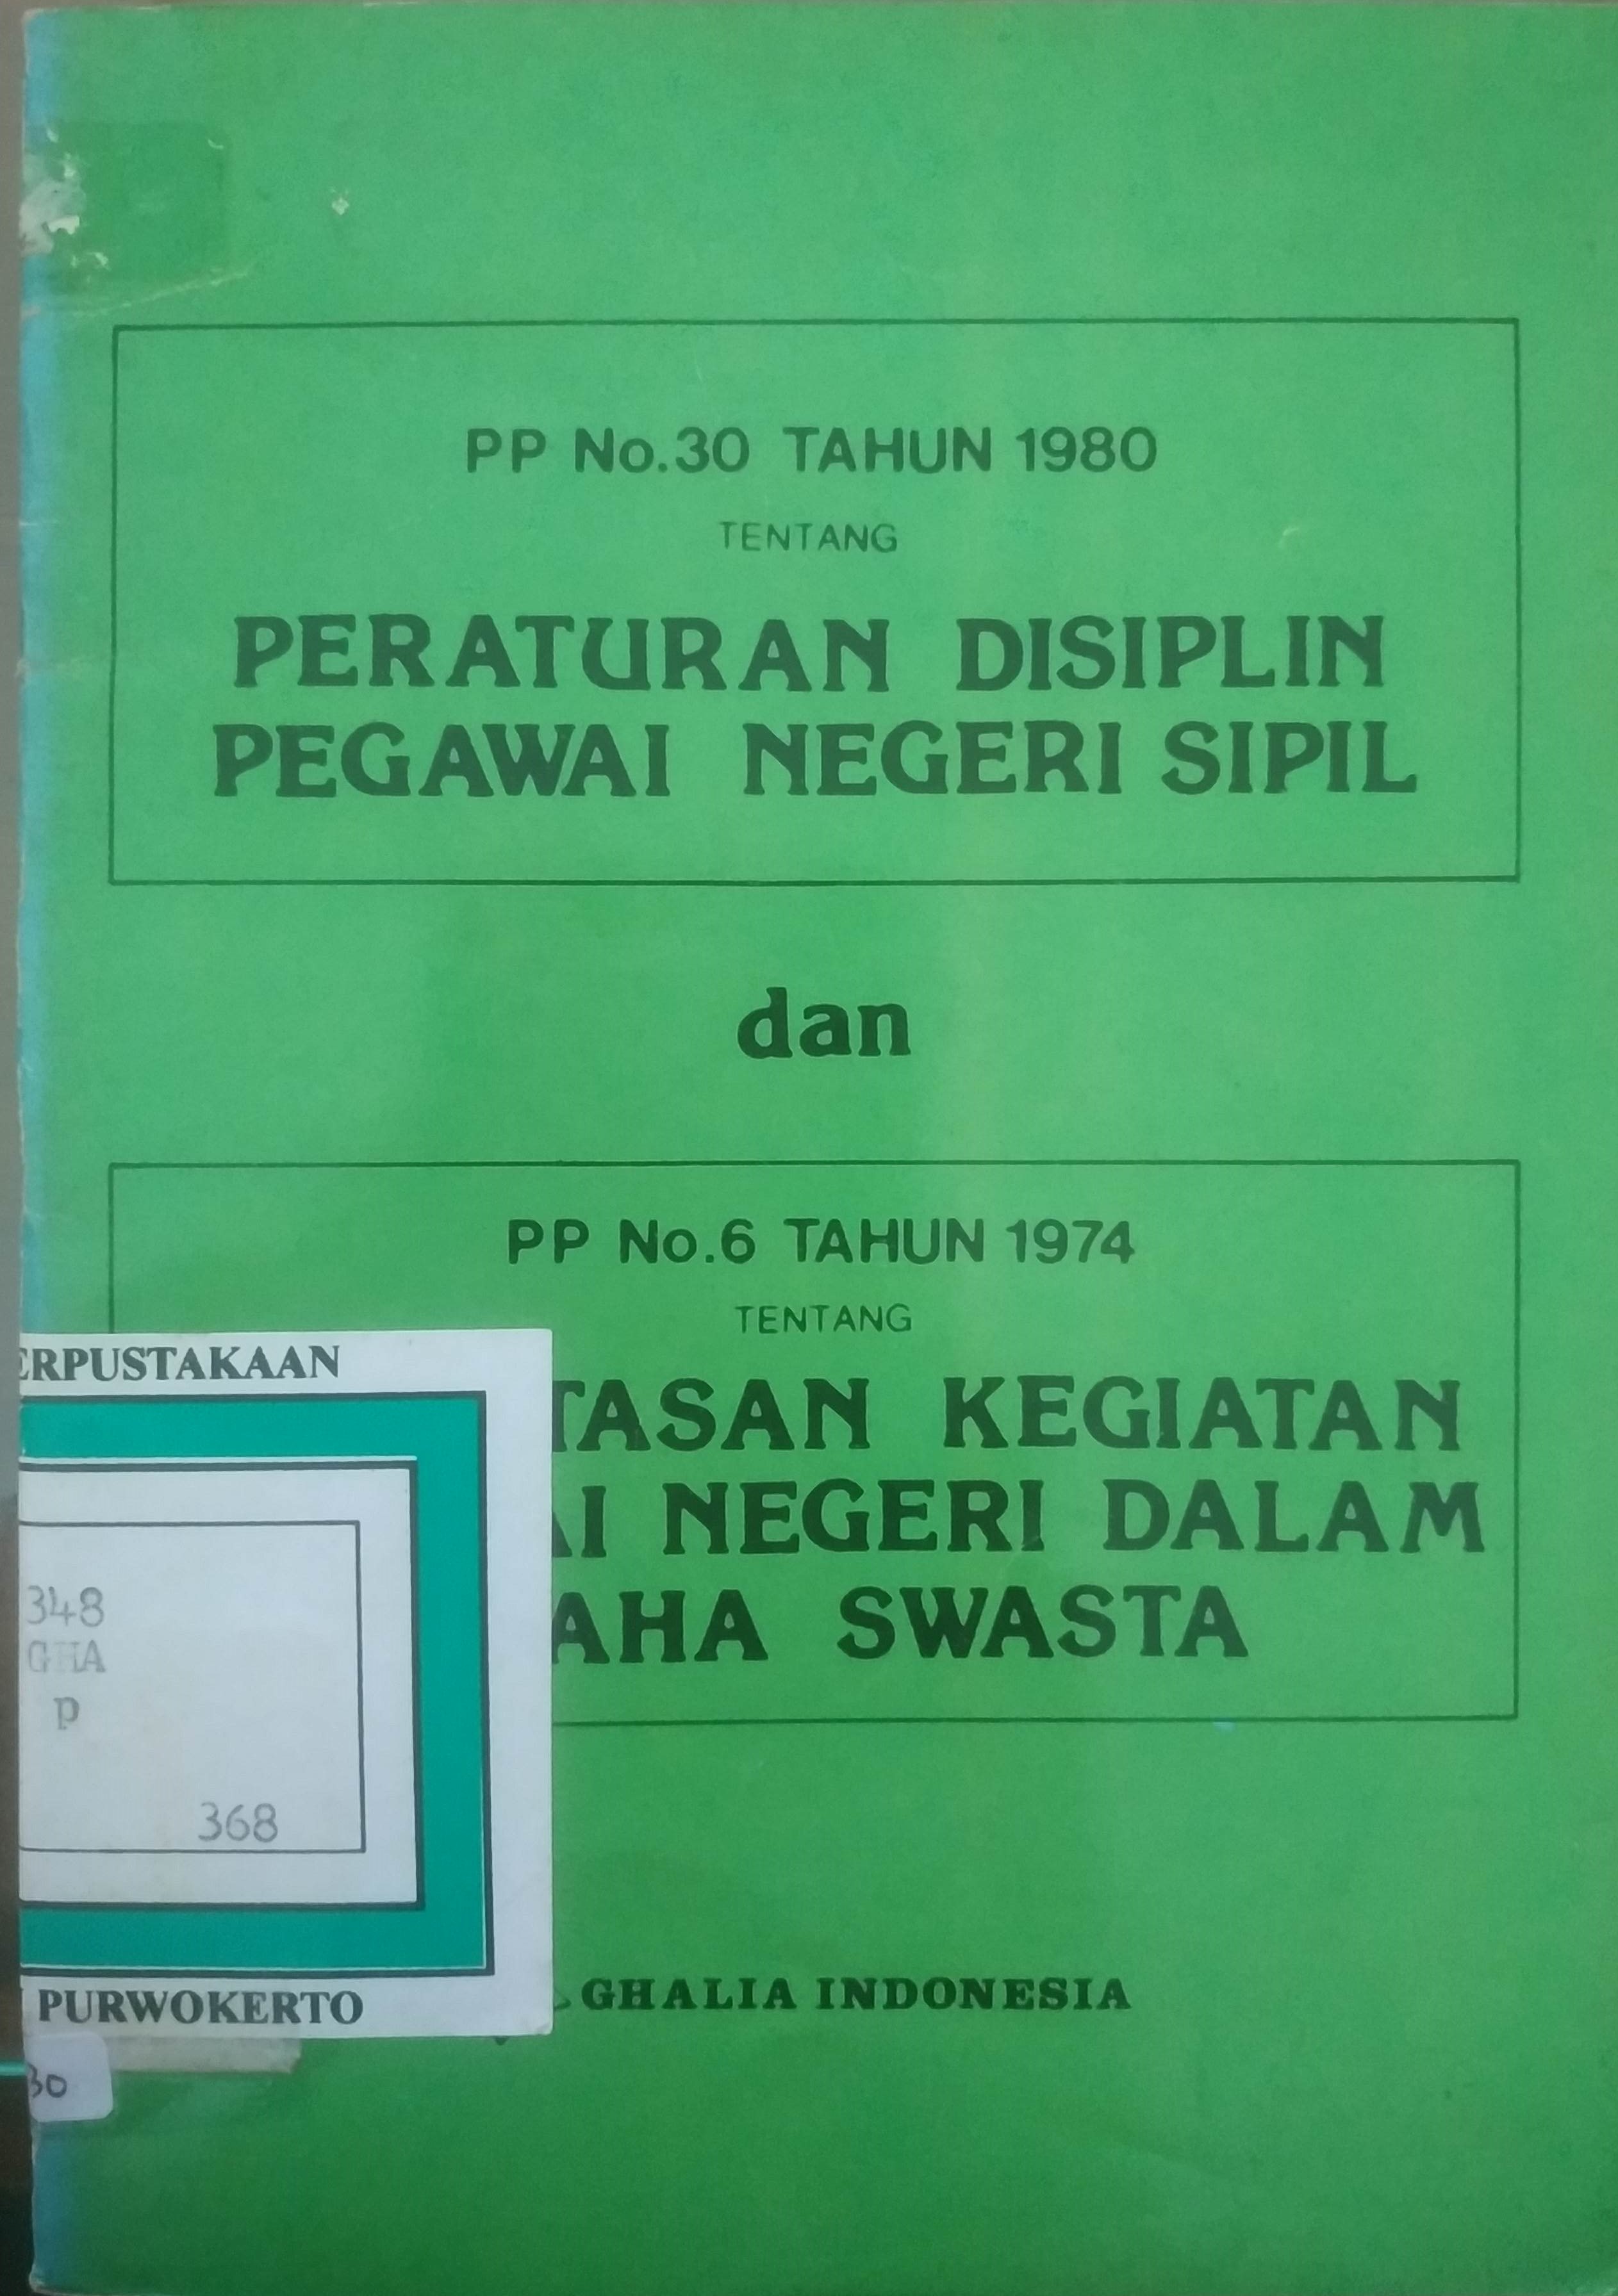 PP No.30 TAHUN 1980
TENTANG
PERATURAN DISIPLIN
PEGAWAI NEGERI SIPIL
dan
PP No.6 TAHUN 1974
TENTANG
TASAN KEGIATAN
AI NEGERI DALAM
AHA SWASTA
ERPUSTAKAAN
348
GHA
p
368
PURWOKERTO
30
GHALIA INDONESIA